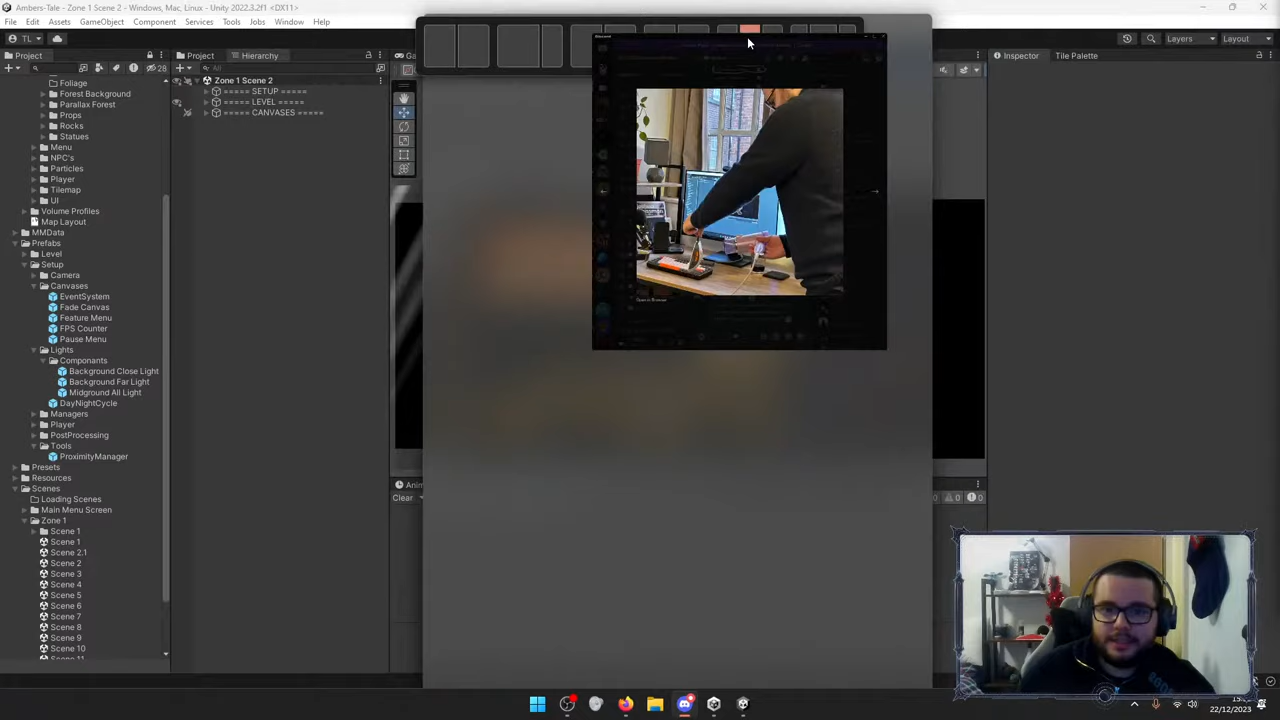 Ambers-Tale - Zone 1 Scene 2 - Windows, Mac, Linux - Unity 2022.3.2f1 <DX11>
File Edit Assets GameObject Component Services Tools Jobs Window Help
TL
Layers
Layout
Project
Hierarchy
Inspector
Tile Palette
28
All
Foliage
Forest Background
Parallax Forest
Props
Rocks
Statues
Menu
NPC's
Particles
Player
Tilemap
UI
Volume Profiles
Map Layout
MMData
Prefabs
Level
Setup
Camera
Canvases
EventSystem
Fade Canvas
Feature Menu
FPS Counter
Pause Menu
Lights
Componants
Background Close Light
Background Far Light
Midground All Light
DayNightCycle
Managers
Player
PostProcessing
Tools
ProximityManager
Presets
Resources
Scenes
Loading Scenes
Main Menu Screen
Zone 1
Scene 1
Scene 1
Scene 2.1
Scene 2
Scene 3
Scene 4
Scene 5
Scene 6
Scene 7
Scene 8
Scene 9
Scene 10
Zone 1 Scene 2
===== SETUP =====
===== LEVEL =====
===== CANVASES =====
Clear
0
0
0
22/12/2023